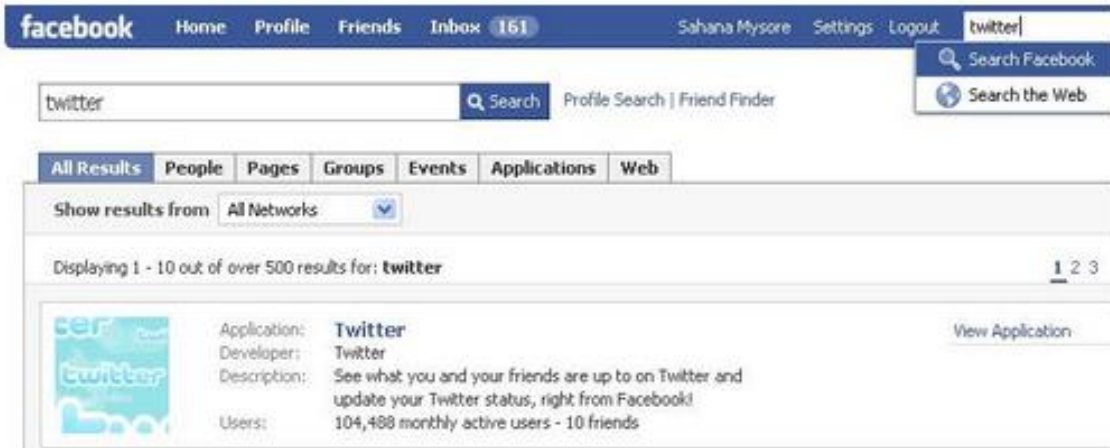 facebook Home Profile Friends Inbox 161 Sahana Mysore Settings Logout twitter
Search Facebook
Search the Web
twitter Search Profile Search | Friend Finder
All Results People Pages Groups Events Applications Web
Show results from All Networks
Displaying 1 - 10 out of over 500 results for: twitter 1 2 3
twitter
Application: Twitter View Application
Developer: Twitter
Description: See what you and your friends are up to on Twitter and
update your Twitter status, right from Facebook!
Users: 104,488 monthly active users - 10 friends